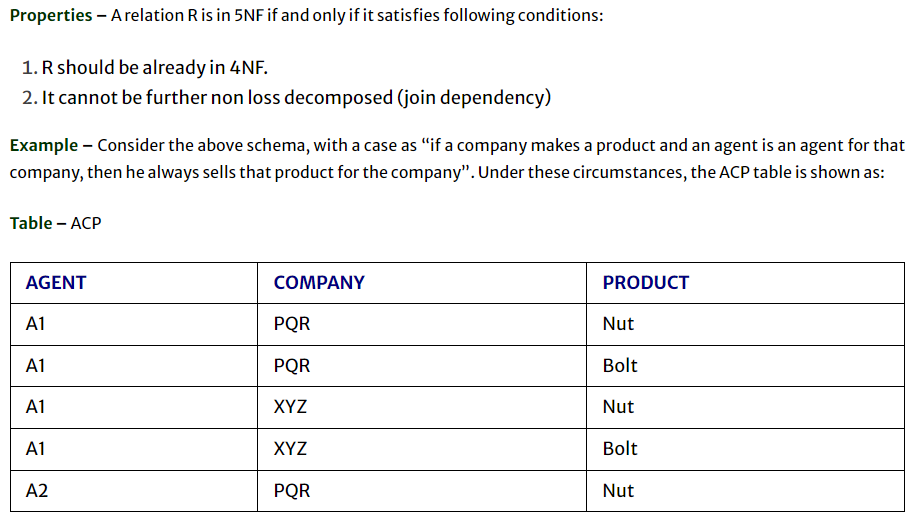 Properties – A relation R is in 5NF if and only if it satisfies following conditions:
1. R should be already in 4NF.
2. It cannot be further non loss decomposed (join dependency)
Example – Consider the above schema, with a case as “if a company makes a product and an agent is an agent for that
company, then he always sells that product for the company”. Under these circumstances, the ACP table is shown as:
Table – ACP
AGENT COMPANY PRODUCT
A1 PQR Nut
A1 PQR Bolt
A1 XYZ Nut
A1 XYZ Bolt
A2 PQR Nut